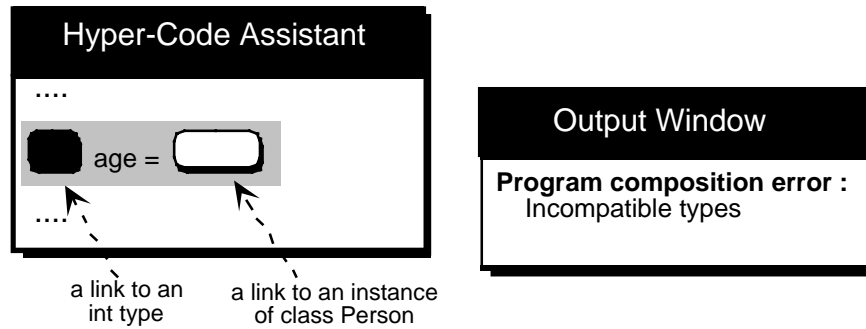 Hyper-Code Assistant
....
age =
....
a link to an
int type
a link to an instance
of class Person
Output Window
Program composition error :
Incompatible types